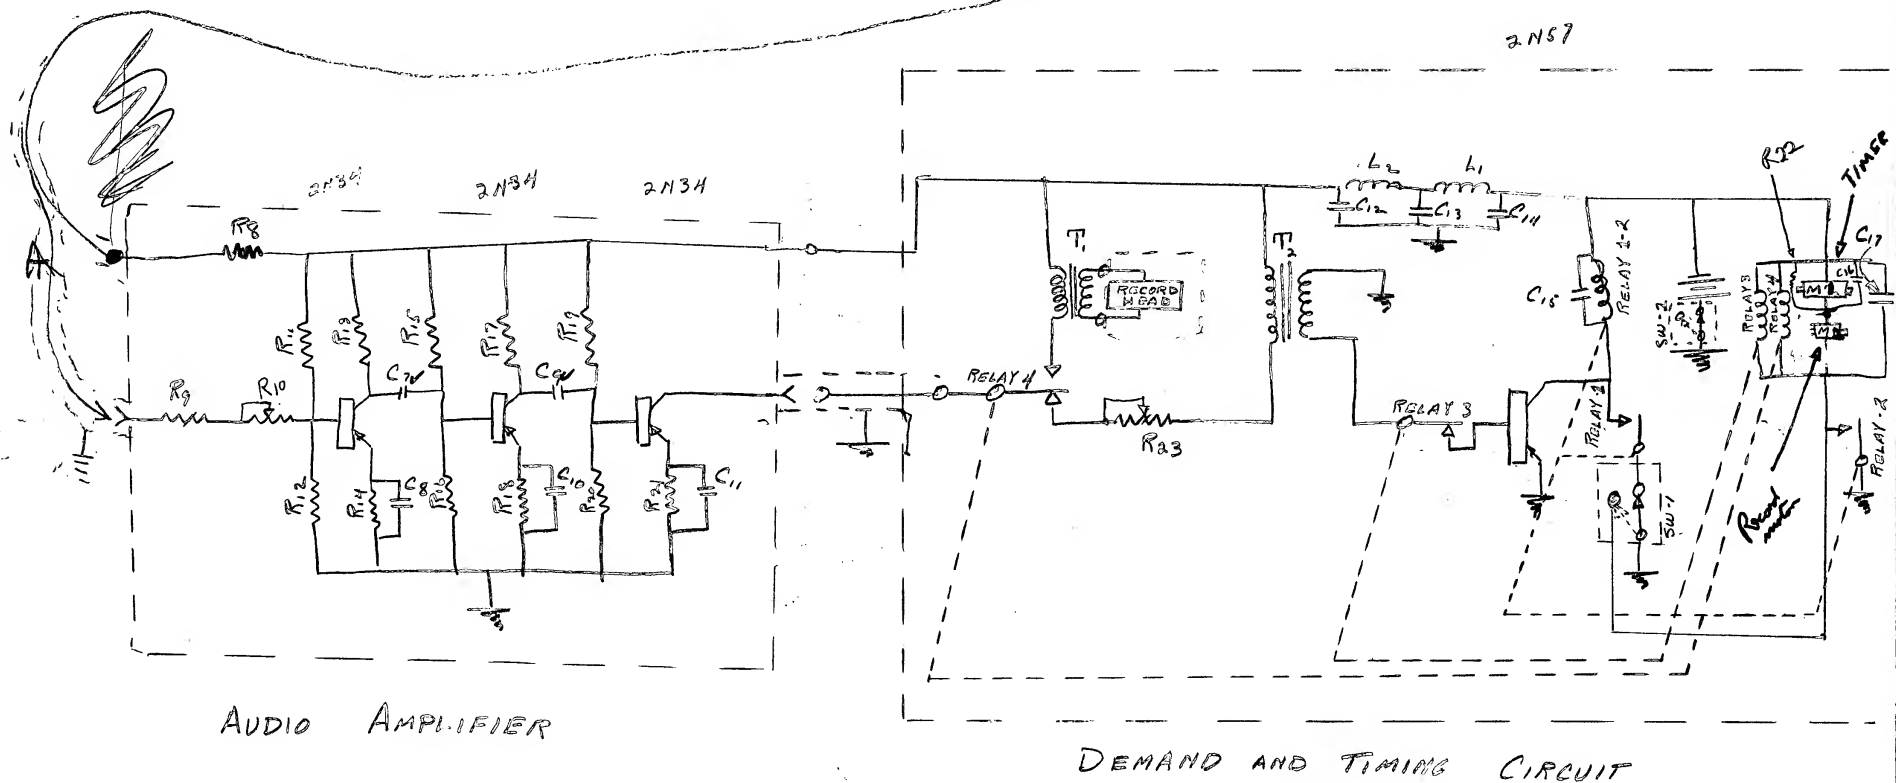 2N57
R22
TIMER
2N34
2N34
2N34
L2
L1
C12
C13
C14
R8
T1
T2
C17
C16
RECORD
HEAD
C15
RELAY 1-2
SW-2
RELAY 3
RELAY 4
M
M
R11
R13
R15
R17
R19
C7
C9
R9
R10
RELAY 4
R23
RELAY 3
RELAY 1
RELAY-2
R12
R14
C8
R16
R18
C10
R20
R21
C11
SW-1
Record
motor
AUDIO AMPLIFIER
DEMAND AND TIMING CIRCUIT